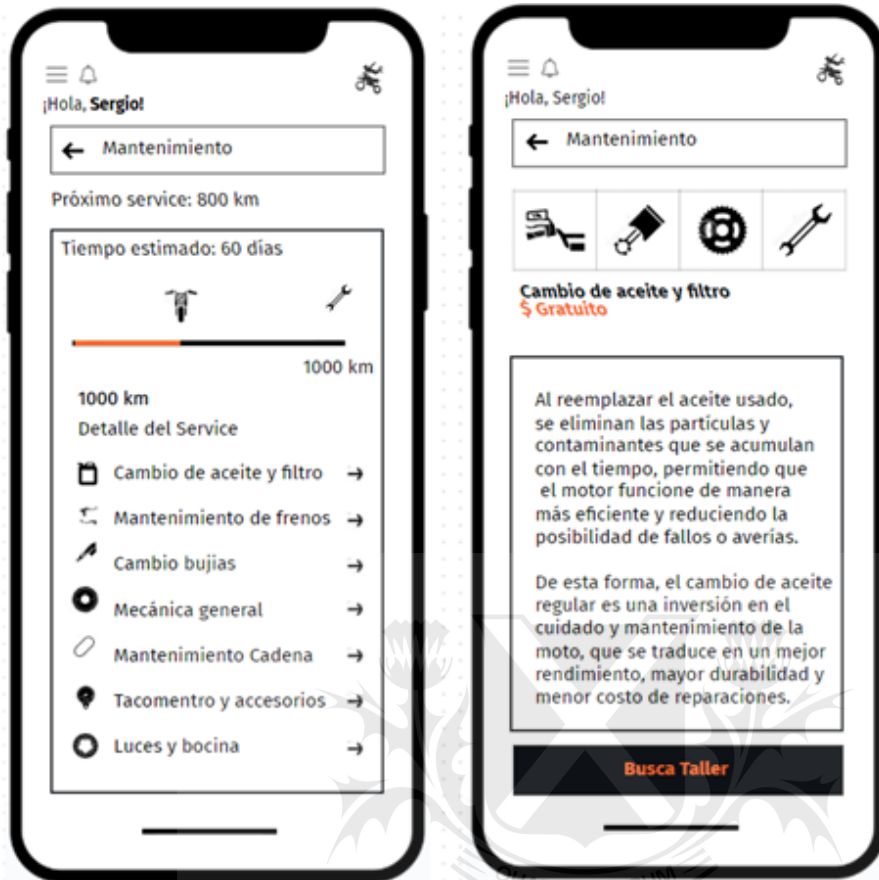 ¡Hola, Sergio!
Mantenimiento
Próximo service: 800 km
Tiempo estimado: 60 días
1000 km
1000 km
Detalle del Service
Cambio de aceite y filtro
Mantenimiento de frenos
Cambio bujias
Mecánica general
Mantenimiento Cadena
Tacomentro y accesorios
Luces y bocina
¡Hola, Sergio!
Mantenimiento
Cambio de aceite y filtro
$ Gratuito
Al reemplazar el aceite usado,
se eliminan las partículas y
contaminantes que se acumulan
con el tiempo, permitiendo que
el motor funcione de manera
más eficiente y reduciendo la
posibilidad de fallos o averías.
De esta forma, el cambio de aceite
regular es una inversión en el
cuidado y mantenimiento de la
moto, que se traduce en un mejor
rendimiento, mayor durabilidad y
menor costo de reparaciones.
Busca Taller